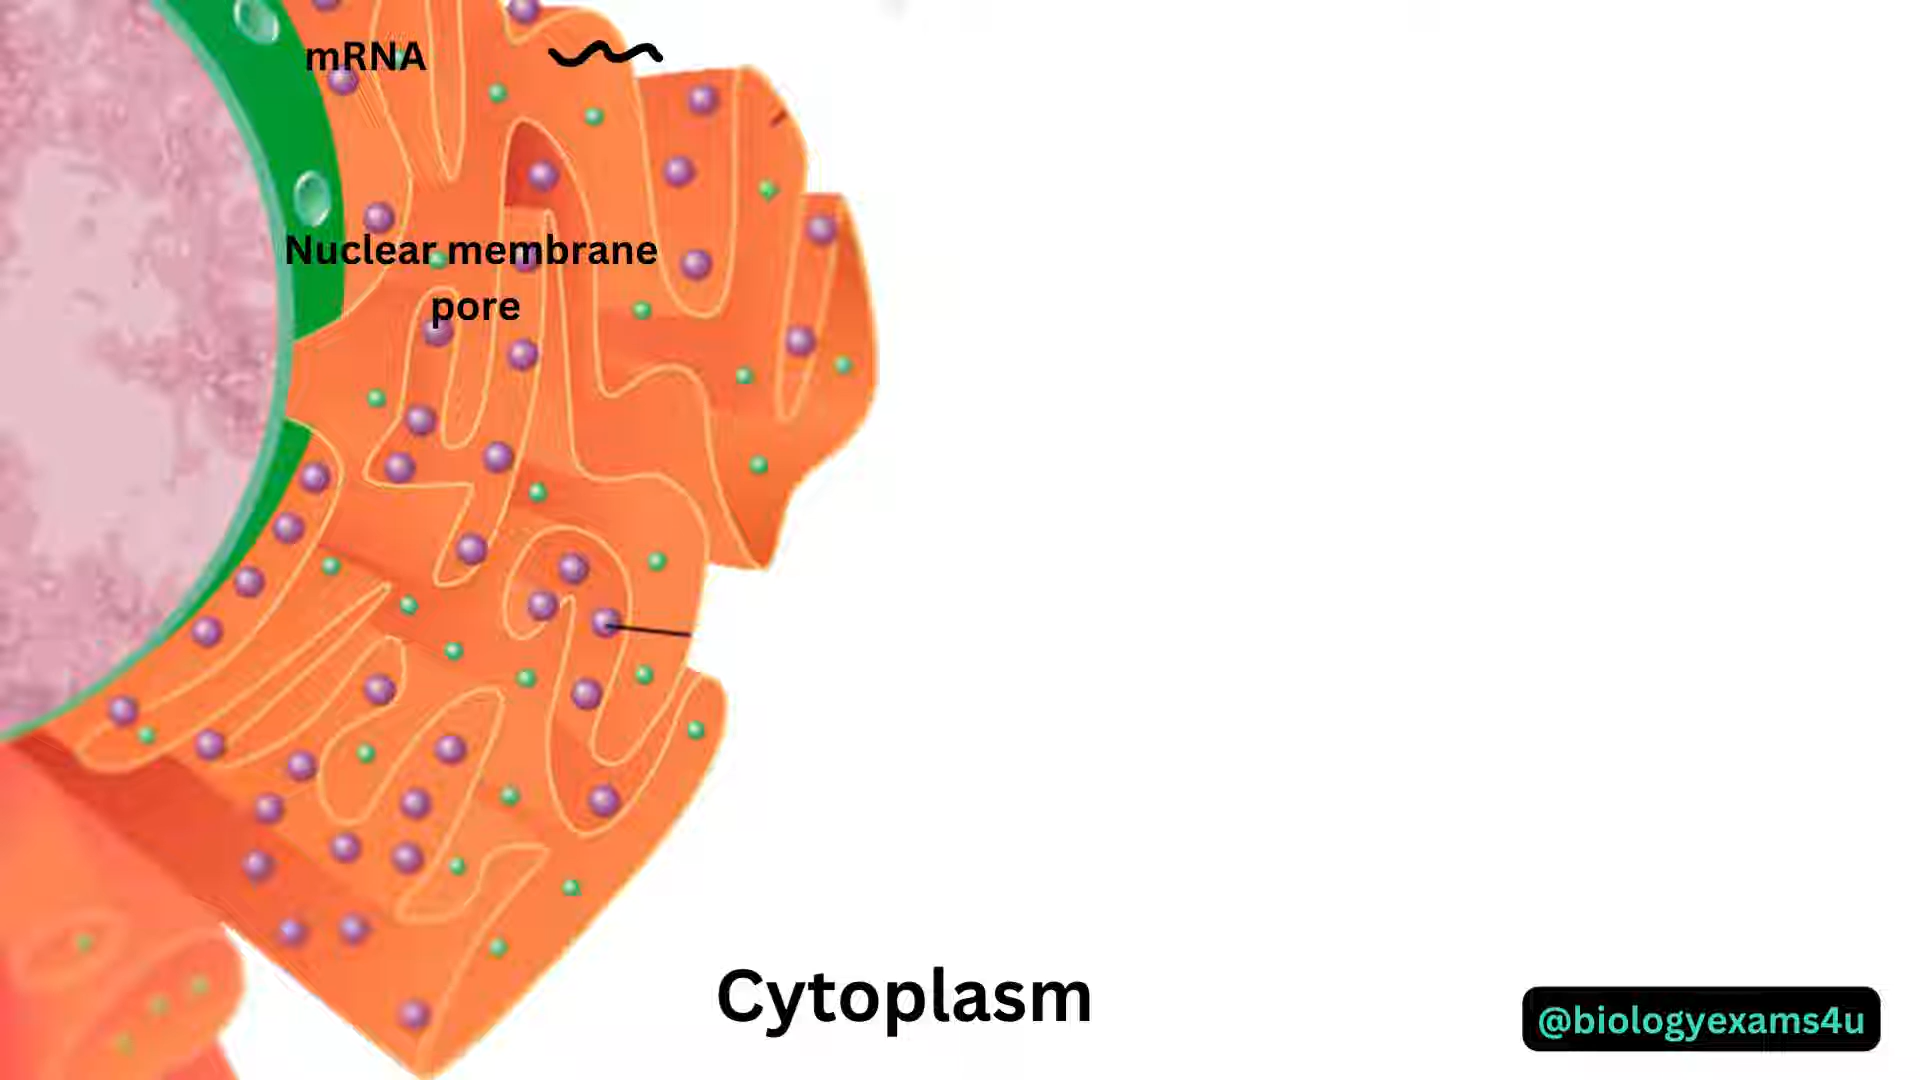 mRNA
Nuclear membrane
pore
Cytoplasm
@biologyexams4u